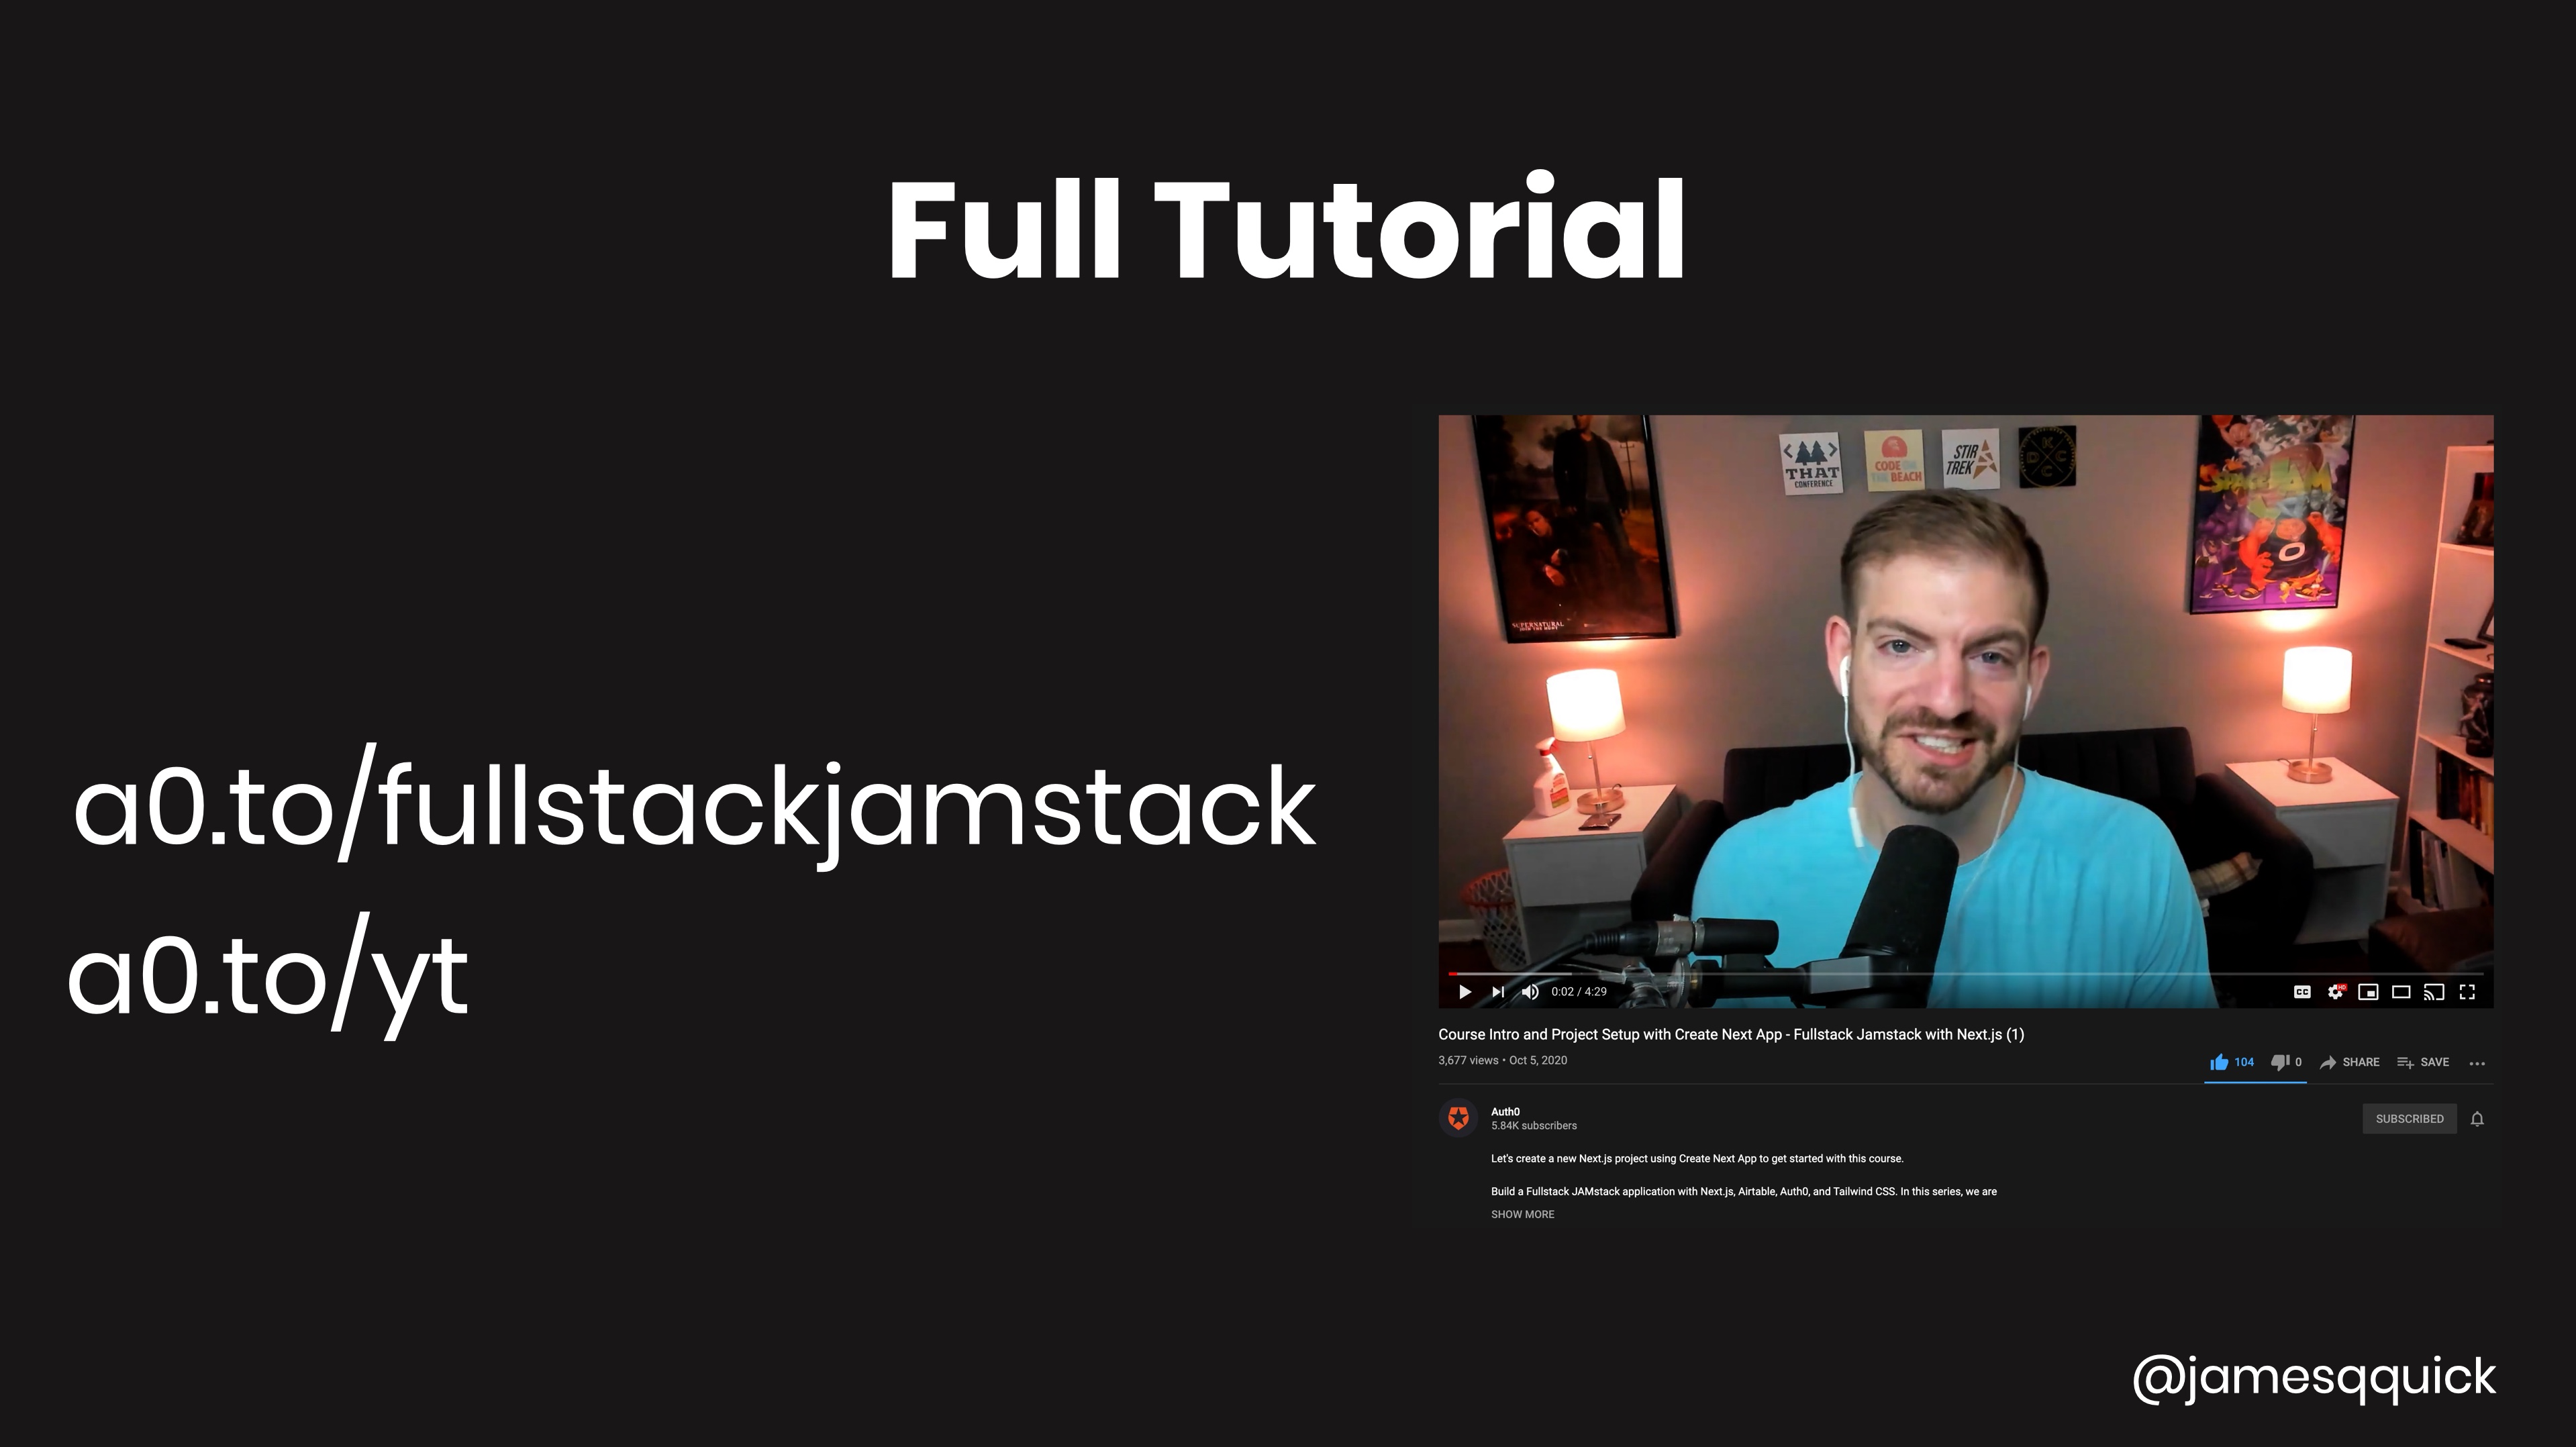 Full Tutorial
a0.to/fullstackjamstack
a0.to/yt
THAT
CONFERENCE
CODE ON
THE BEACH
STIR
TREK
K
D C
C
SPACE JAM
SUPERNATURAL
0:02 / 4:29
CC
HD
Course Intro and Project Setup with Create Next App - Fullstack Jamstack with Next.js (1)
3,677 views • Oct 5, 2020
104
0
SHARE
SAVE
Auth0
5.84K subscribers
SUBSCRIBED
Let's create a new Next.js project using Create Next App to get started with this course.
Build a Fullstack JAMstack application with Next.js, Airtable, Auth0, and Tailwind CSS. In this series, we are
SHOW MORE
@jamesqquick